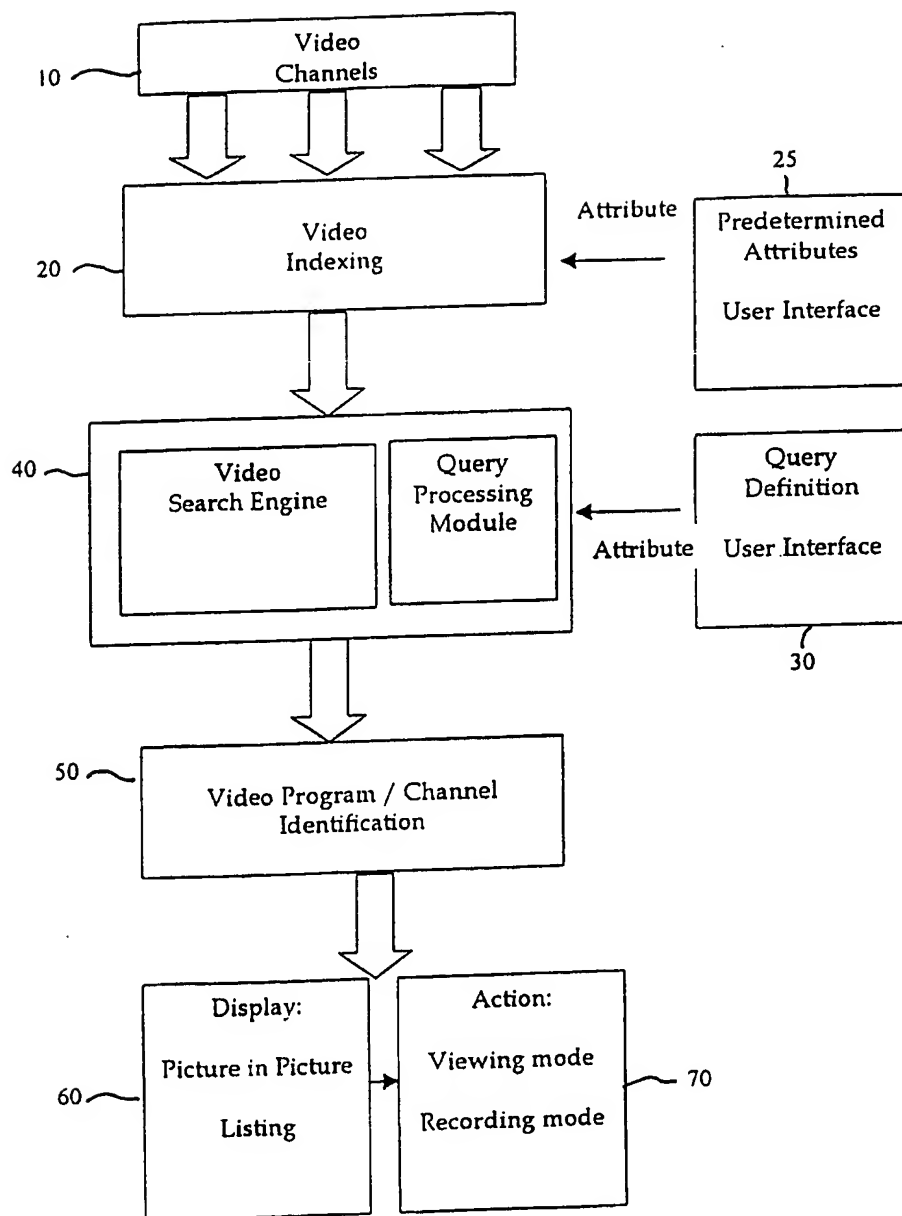 Video
Channels
10
25
Attribute
Predetermined
Attributes
User Interface
Video
Indexing
20
40
Video
Search Engine
Query
Processing
Module
Attribute
Query
Definition
User Interface
30
50
Video Program / Channel
Identification
Display:
Picture in Picture
Listing
60
Action:
Viewing mode
Recording mode
70